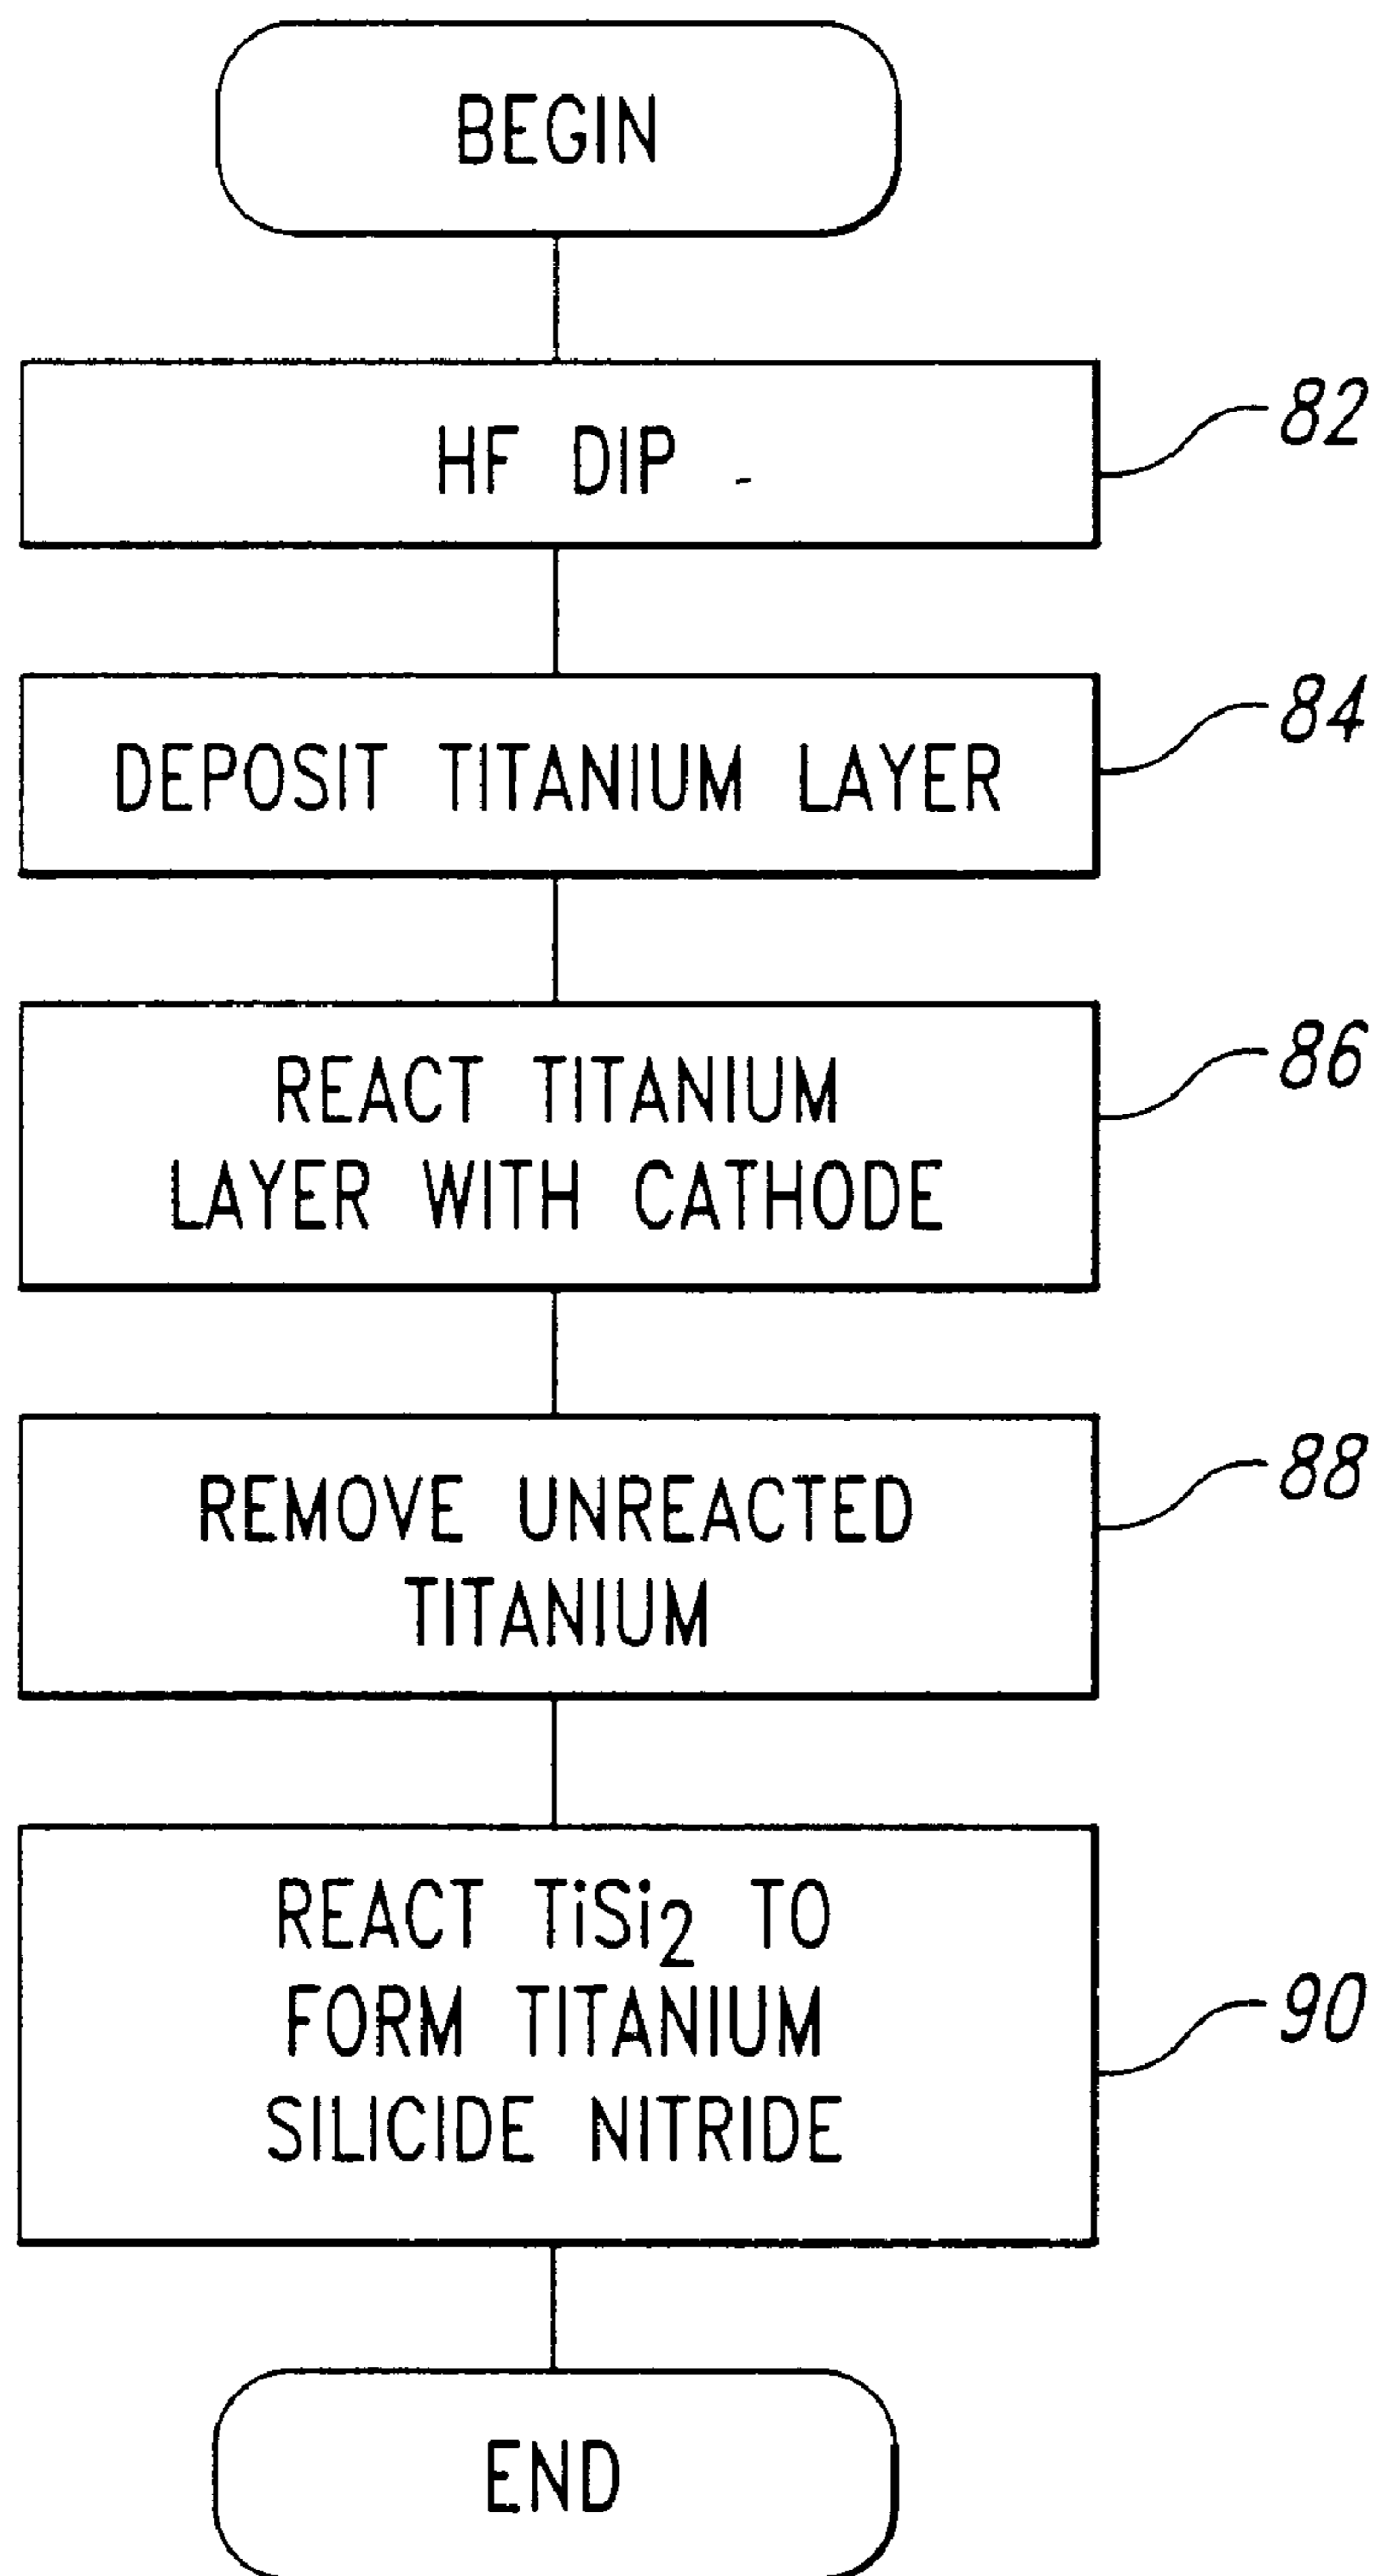 BEGIN
HF DIP
82
DEPOSIT TITANIUM LAYER
84
REACT TITANIUM
LAYER WITH CATHODE
86
REMOVE UNREACTED
TITANIUM
88
REACT TiSi₂ TO
FORM TITANIUM
SILICIDE NITRIDE
90
END